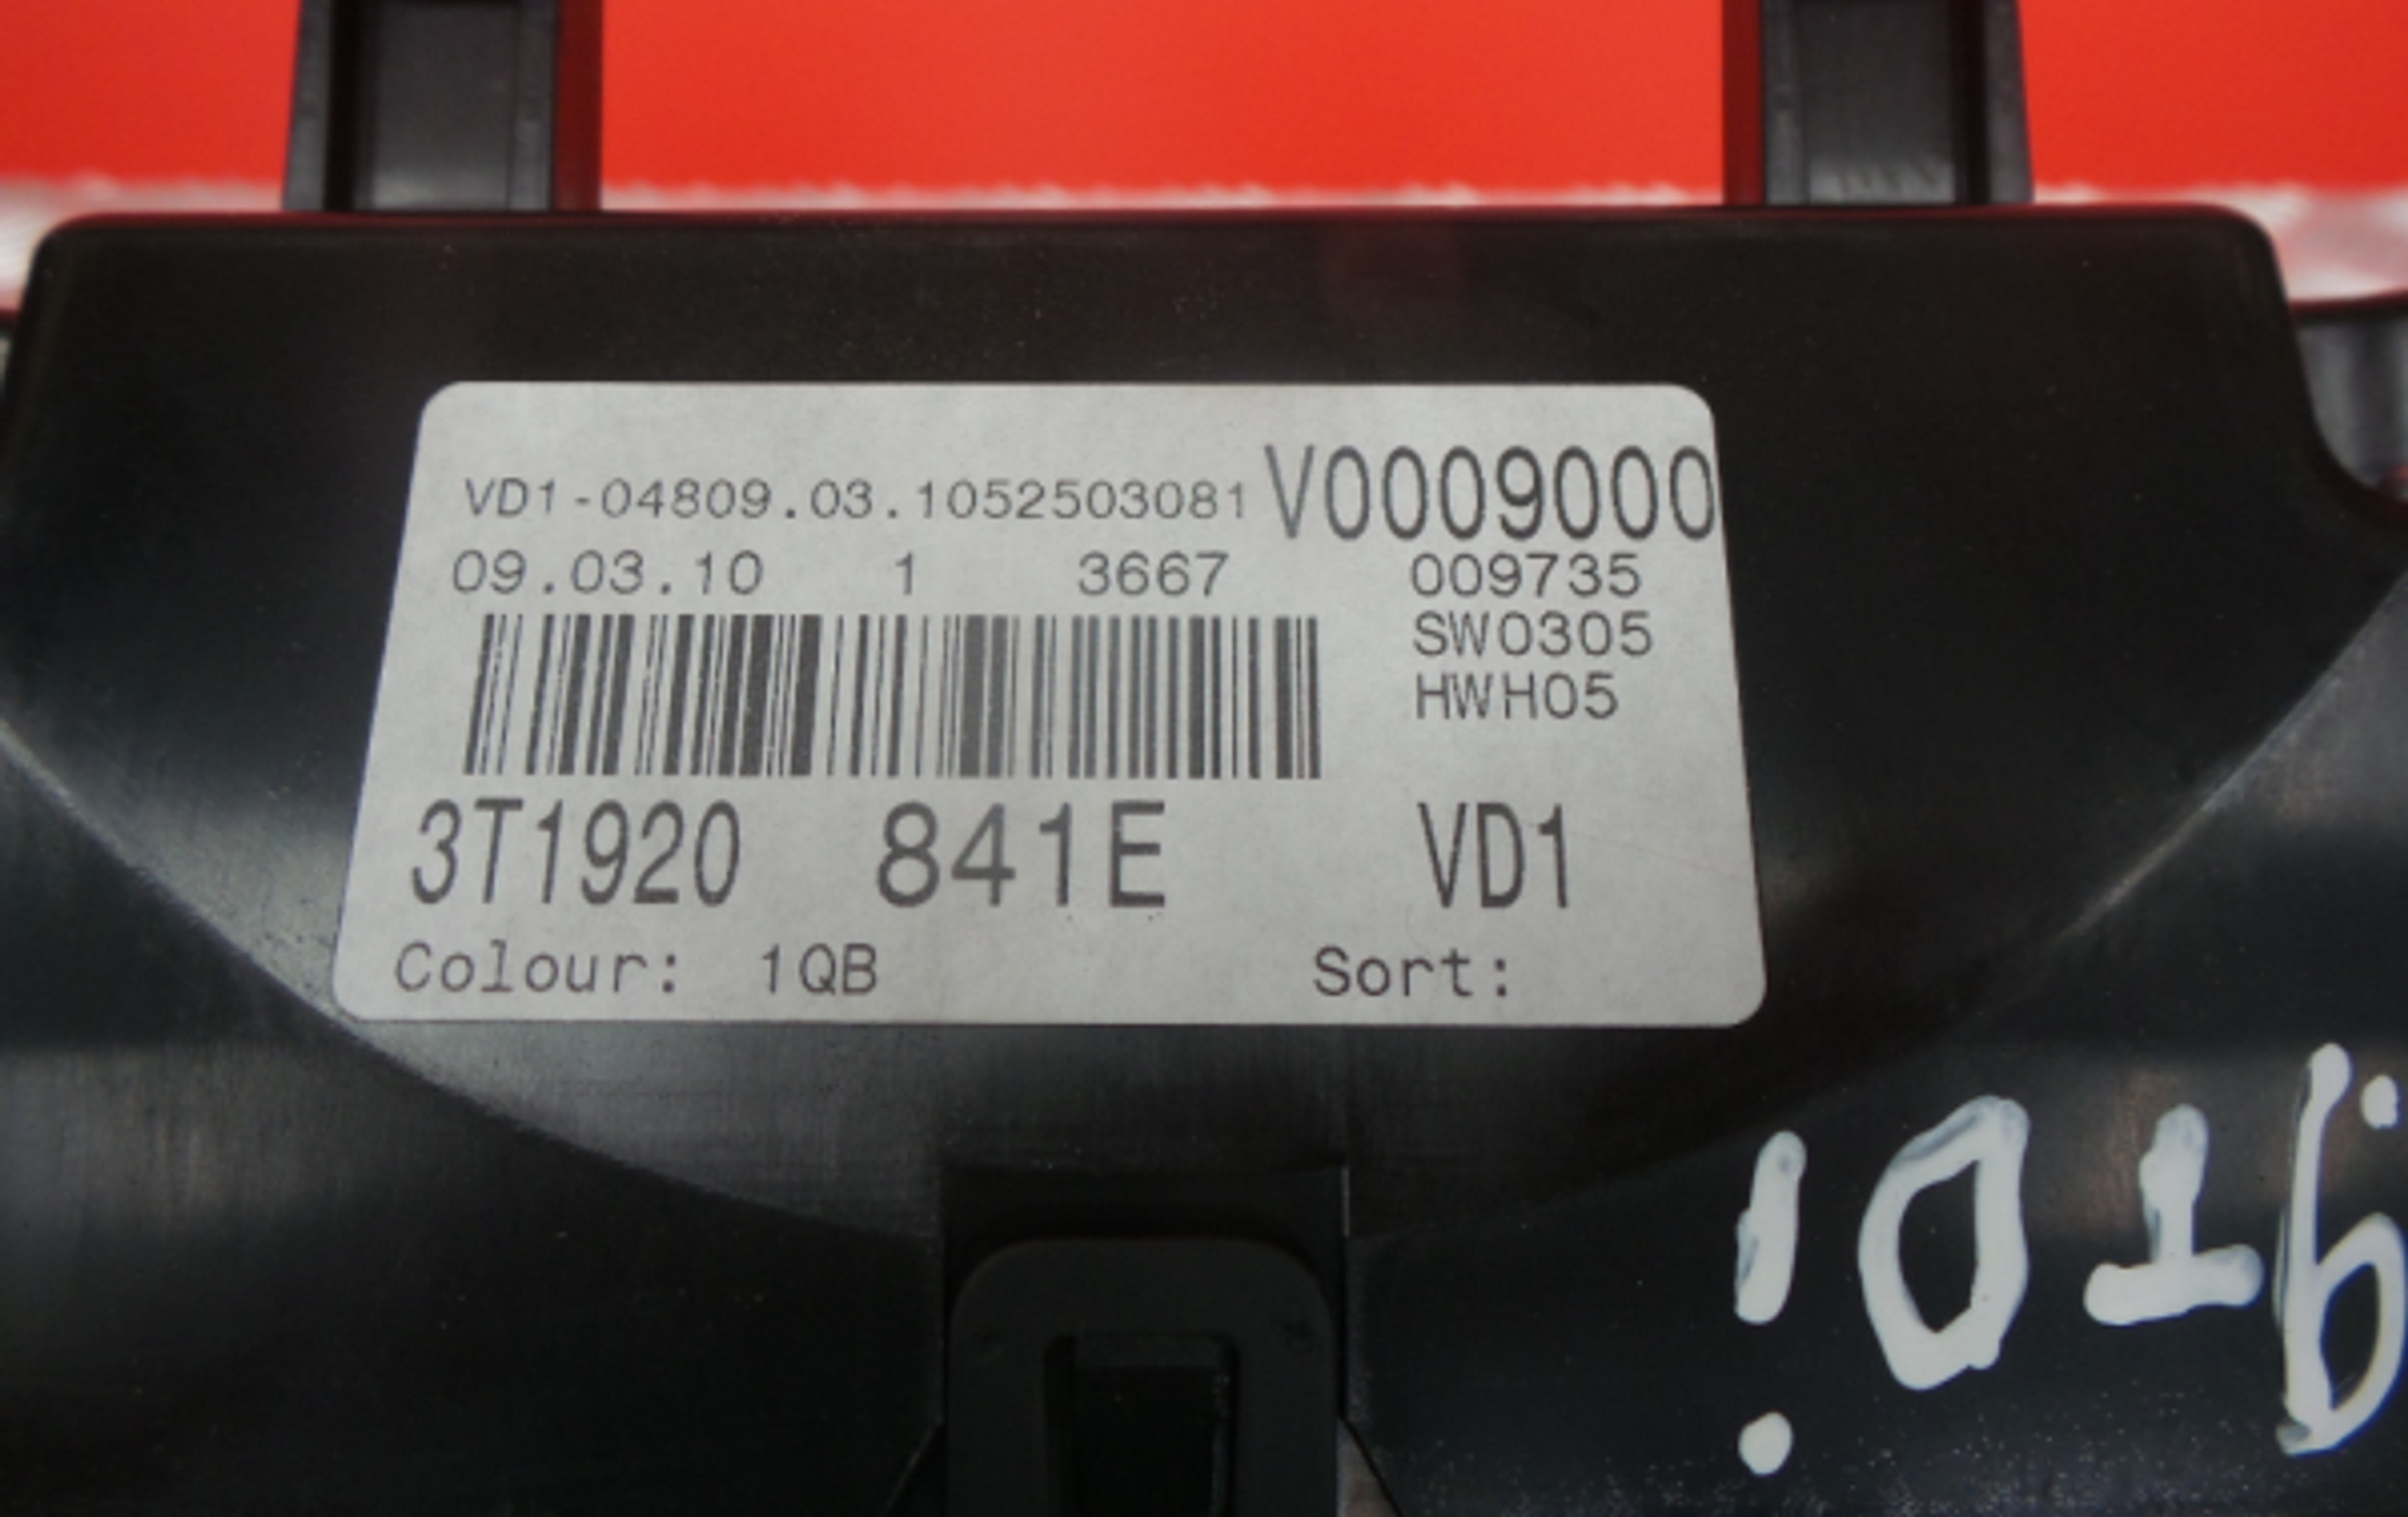 VD1-04809.03.1052503081 V0009000
09.03.10 1 3667 009735
SW0305
HWH05
3T1920 841E VD1
Colour: 1QB Sort: